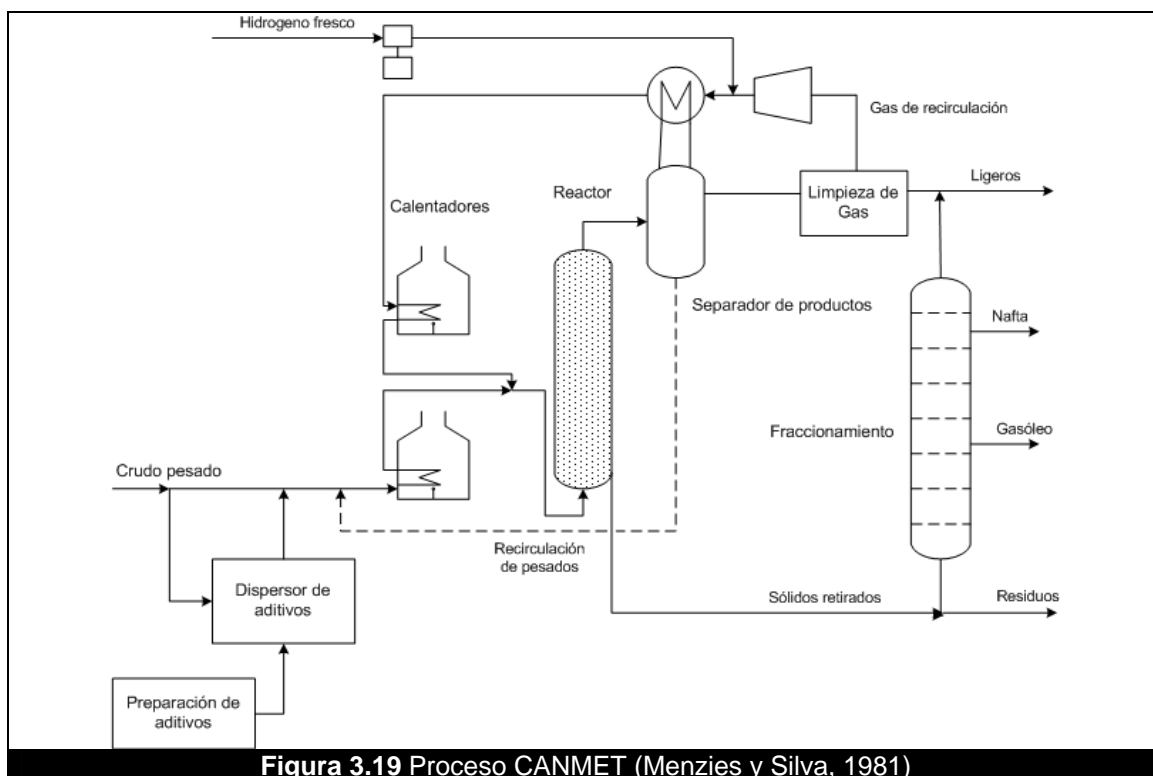 Hidrogeno fresco
Gas de recirculación
Reactor
Calentadores
Limpieza de
Gas
Ligeros
Separador de productos
Nafta
Fraccionamiento
Gasóleo
Crudo pesado
Recirculación
de pesados
Dispersor de
aditivos
Sólidos retirados
Residuos
Preparación de
aditivos
Figura 3.19 Proceso CANMET (Menzies y Silva, 1981)